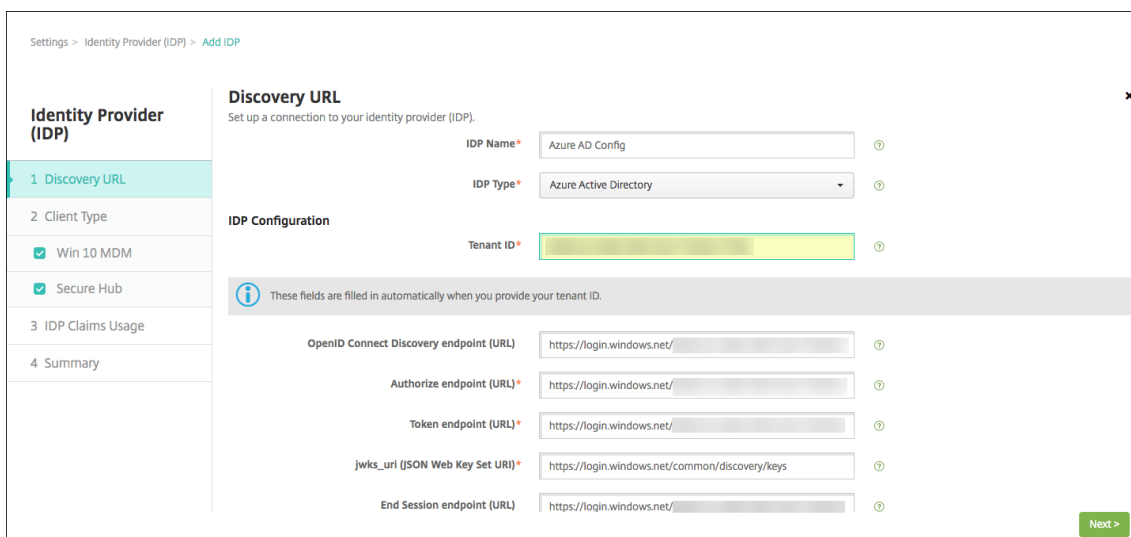 Settings > Identity Provider (IDP) > Add IDP
Identity Provider
(IDP)
1 Discovery URL
2 Client Type
Win 10 MDM
Secure Hub
3 IDP Claims Usage
4 Summary
Discovery URL
Set up a connection to your identity provider (IDP).
IDP Name* Azure AD Config
IDP Type* Azure Active Directory
IDP Configuration
Tenant ID*
These fields are filled in automatically when you provide your tenant ID.
OpenID Connect Discovery endpoint (URL) https://login.windows.net/
Authorize endpoint (URL)* https://login.windows.net/
Token endpoint (URL)* https://login.windows.net/
jwks_uri (JSON Web Key Set URI)* https://login.windows.net/common/discovery/keys
End Session endpoint (URL) https://login.windows.net/
Next >